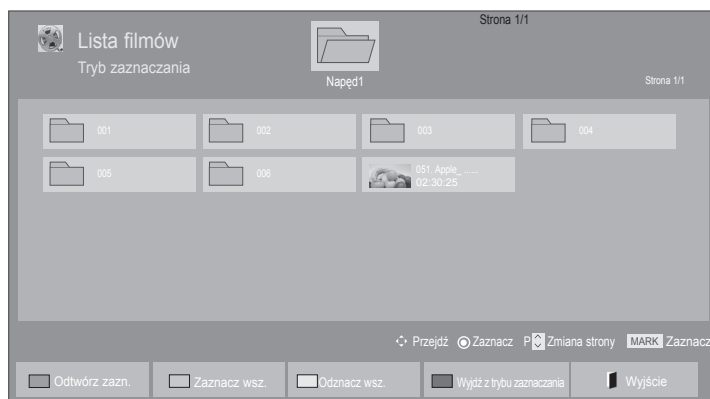 Strona 1/1
Lista filmów
Tryb zaznaczania
Napęd1
Strona 1/1
001 002 003 004
005 006 051. Apple_ ......
02:30:25
Przejdź Zaznacz P Zmiana strony MARK Zaznacz
Odtwórz zazn. Zaznacz wsz. Odznacz wsz. Wyjdź z trybu zaznaczania Wyjście